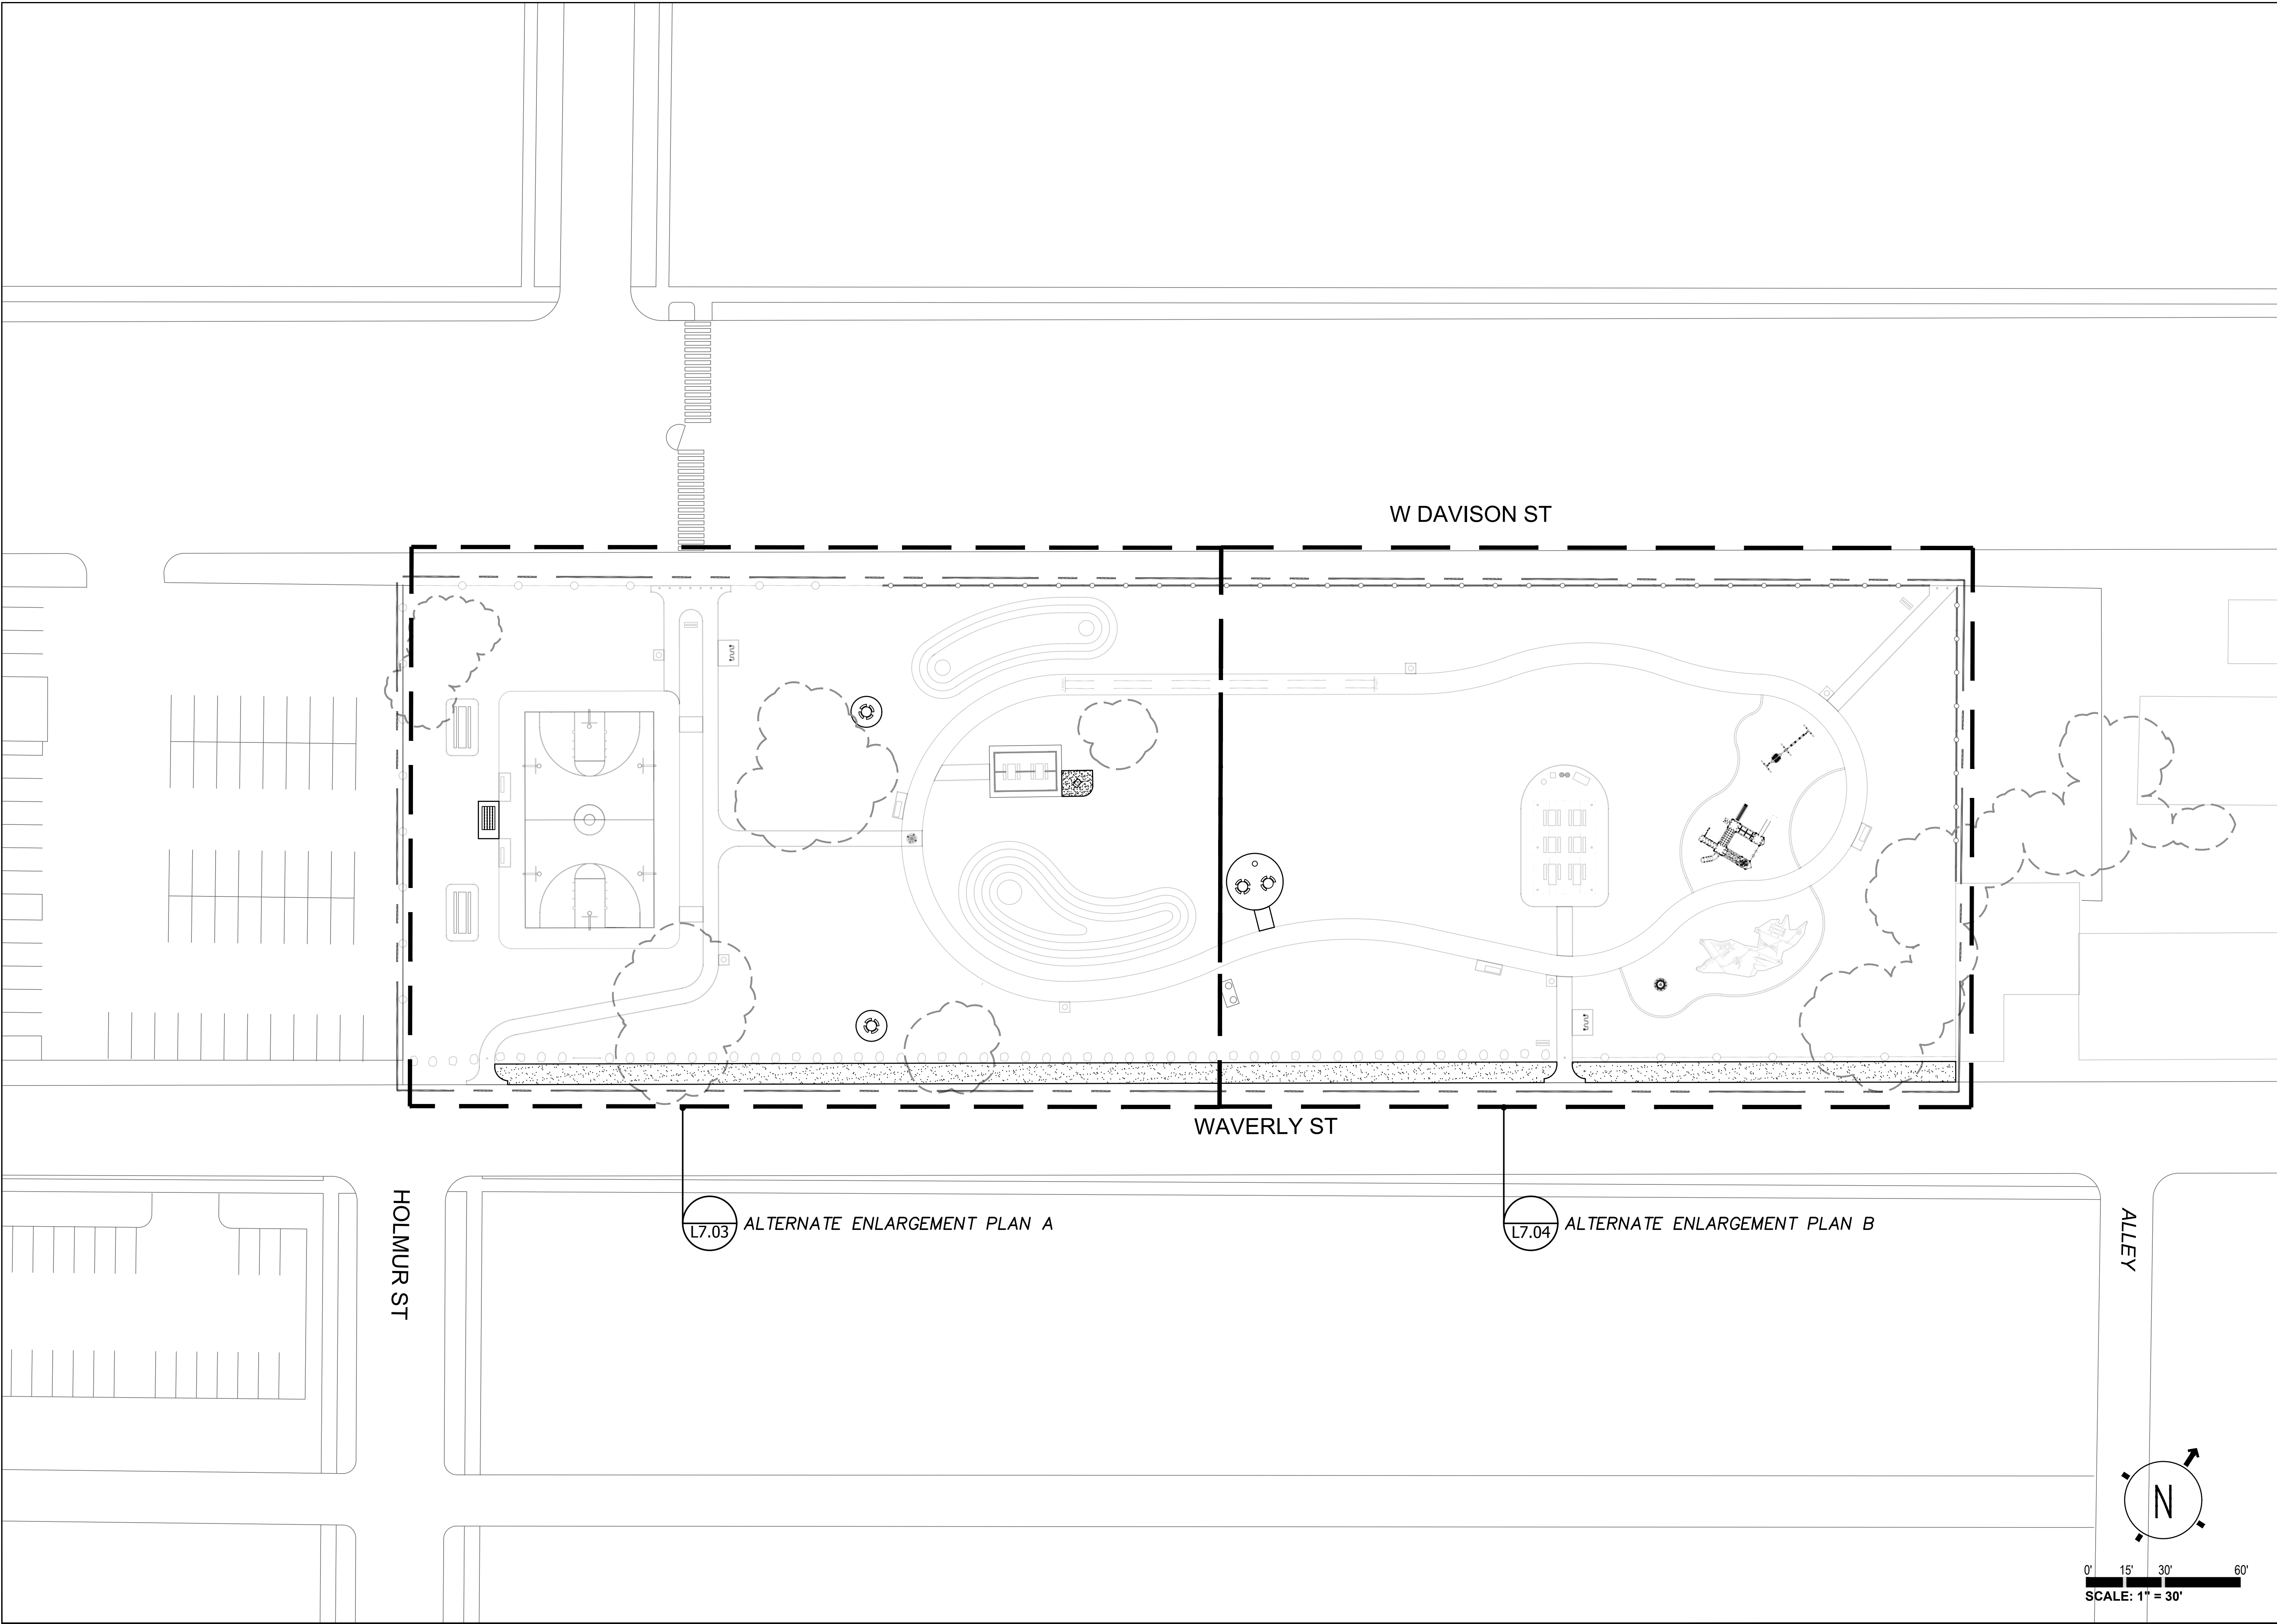 W DAVISON ST
WAVERLY ST
HOLMUR ST
L7.03
ALTERNATE ENLARGEMENT PLAN A
L7.04
ALTERNATE ENLARGEMENT PLAN B
ALLEY
N
0' 15' 30' 60'
SCALE: 1" = 30'